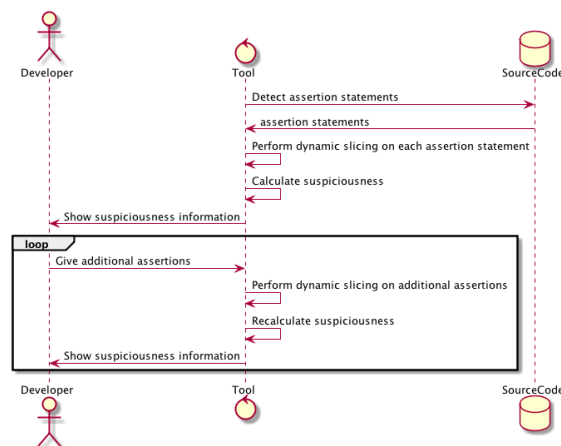 Developer
Tool
SourceCode
Detect assertion statements
assertion statements
Perform dynamic slicing on each assertion statement
Calculate suspiciousness
Show suspiciousness information
loop
Give additional assertions
Perform dynamic slicing on additional assertions
Recalculate suspiciousness
Show suspiciousness information
Developer
Tool
SourceCode